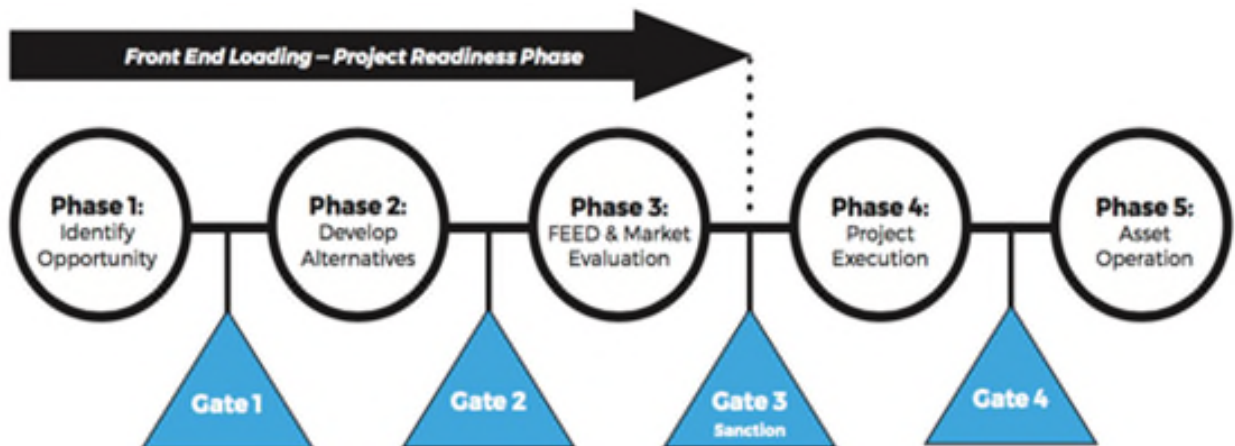 Front End Loading – Project Readiness Phase
Phase 1:
Identify
Opportunity
Phase 2:
Develop
Alternatives
Phase 3:
FEED & Market
Evaluation
Phase 4:
Project
Execution
Phase 5:
Asset
Operation
Gate 1
Gate 2
Gate 3
Sanction
Gate 4